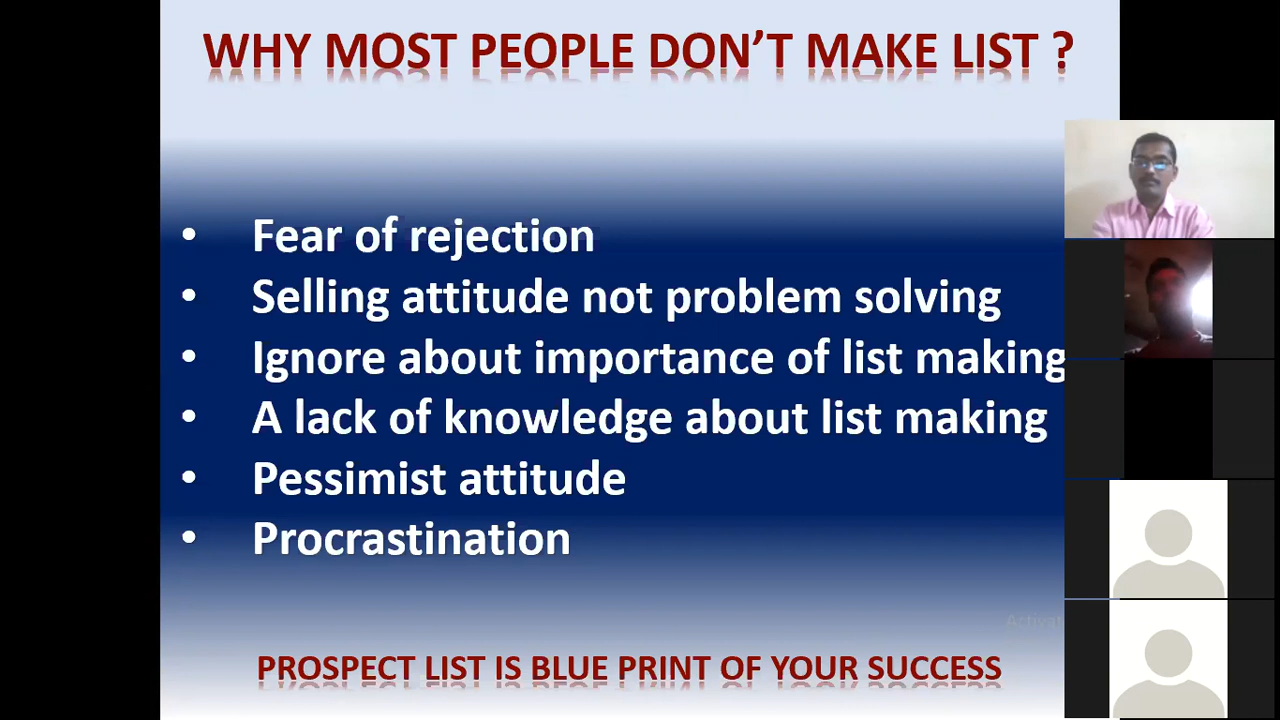 WHY MOST PEOPLE DON'T MAKE LIST ?
• Fear of rejection
• Selling attitude not problem solving
• Ignore about importance of list making
• A lack of knowledge about list making
• Pessimist attitude
• Procrastination
PROSPECT LIST IS BLUE PRINT OF YOUR SUCCESS